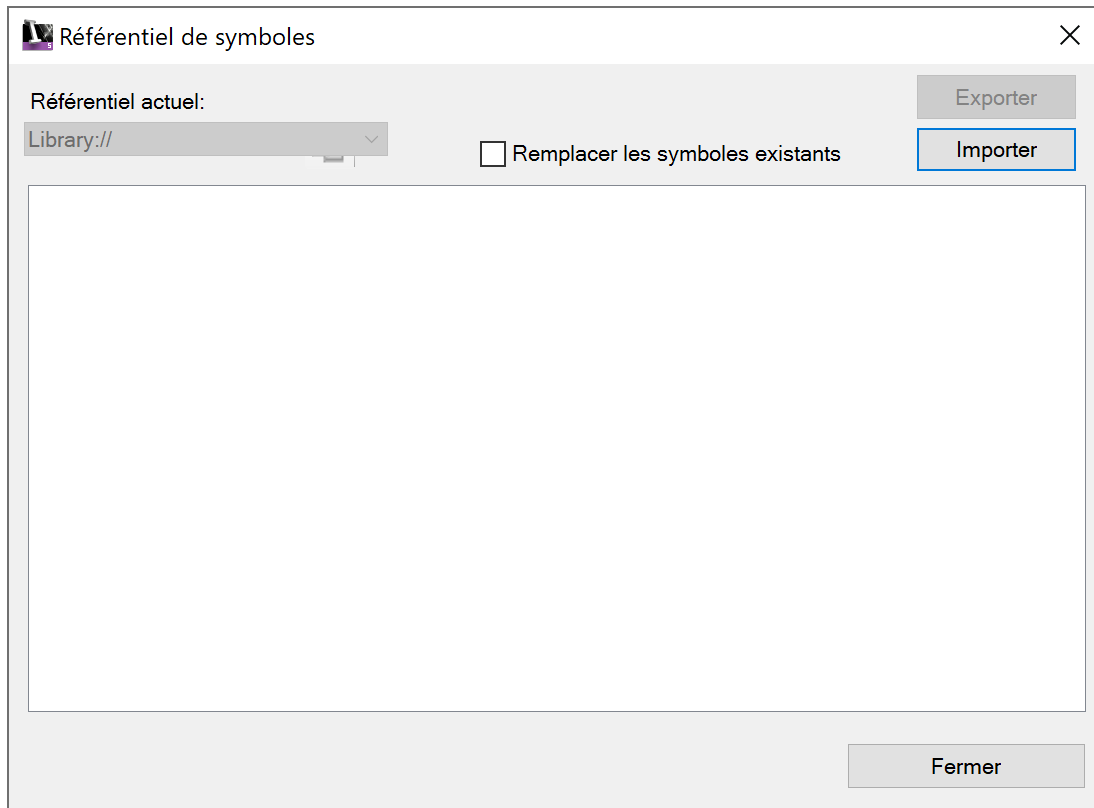 Référentiel de symboles
Référentiel actuel:
Exporter
Library://
Remplacer les symboles existants
Importer
Fermer